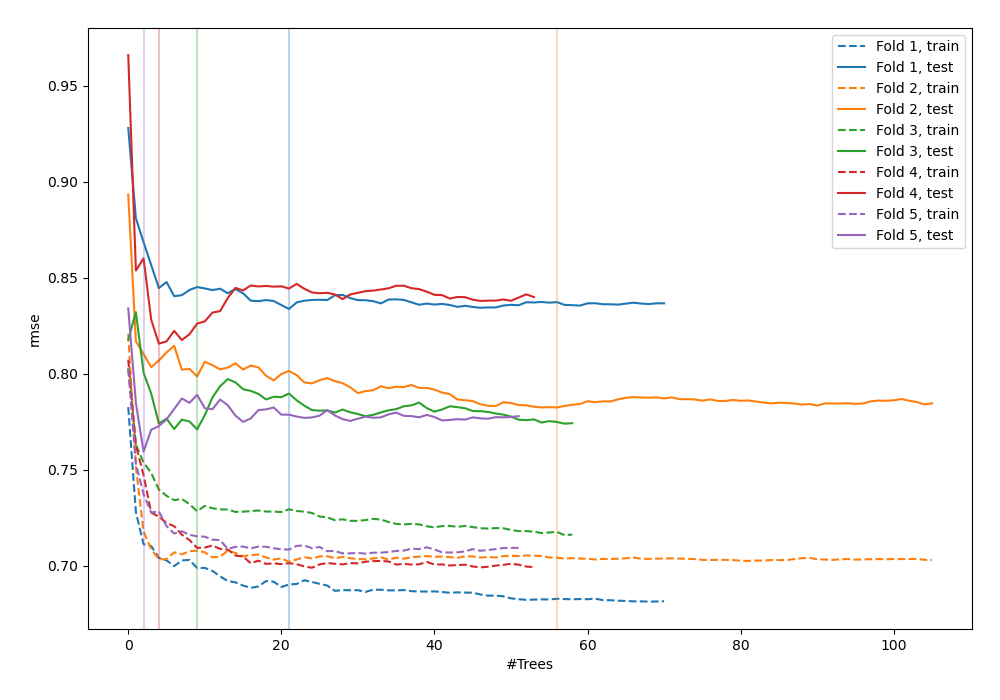 0.95
0.90
0.85
0.80
0.75
0.70
rmse
0
20
40
60
80
100
#Trees
Fold 1, train
Fold 1, test
Fold 2, train
Fold 2, test
Fold 3, train
Fold 3, test
Fold 4, train
Fold 4, test
Fold 5, train
Fold 5, test